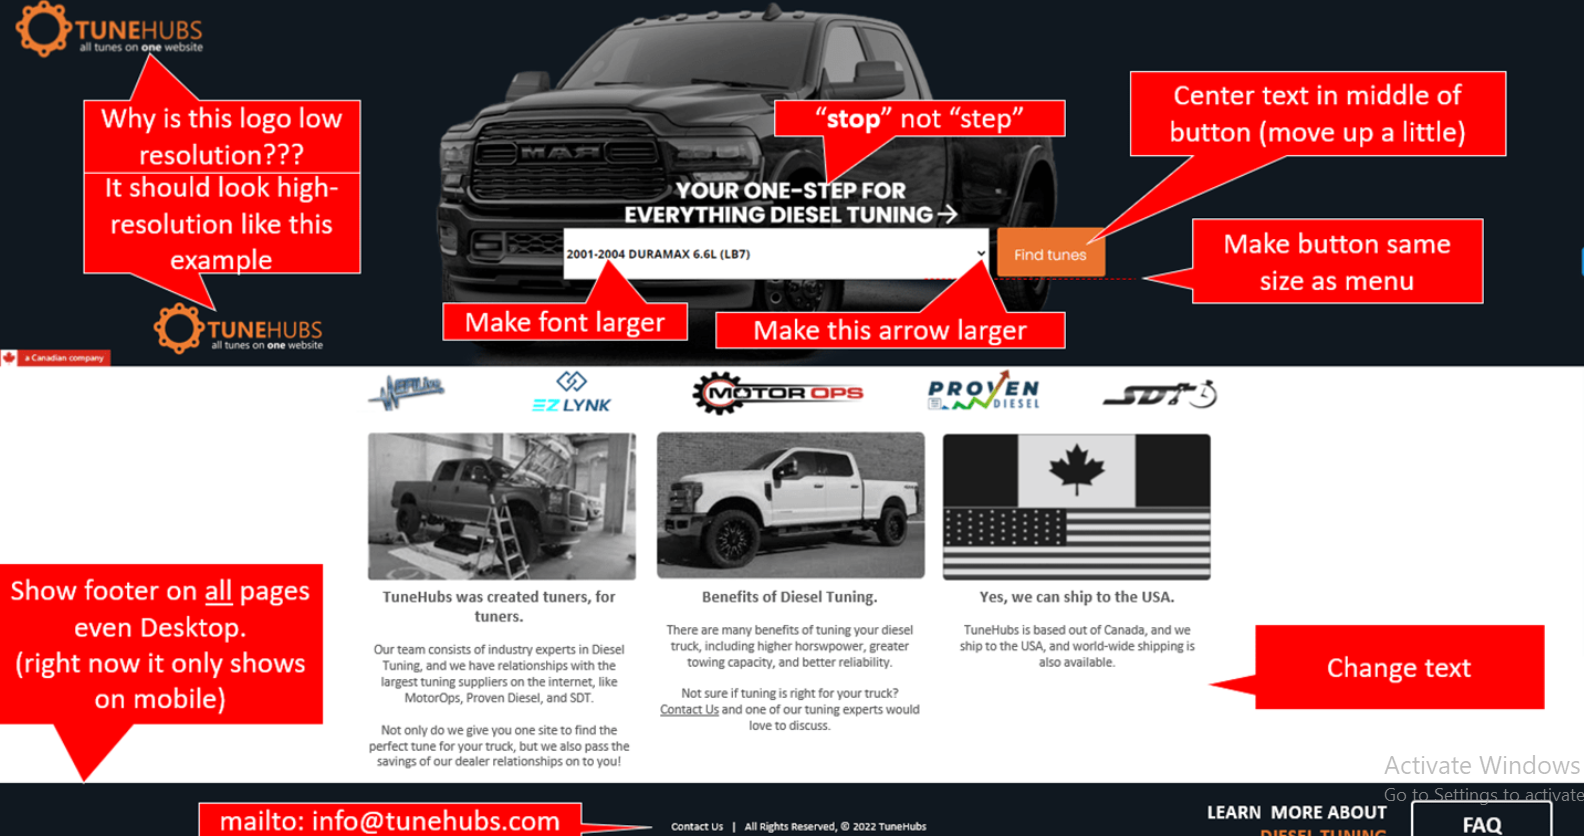 TUNEHUBS
all tunes on one website
Why is this logo low
resolution???
It should look high-
resolution like this
example
TUNEHUBS
all tunes on one website
a Canadian company
RAM
"stop" not "step"
YOUR ONE-STEP FOR
EVERYTHING DIESEL TUNING
2001-2004 DURAMAX 6.6L (LB7)
Find tunes
Center text in middle of
button (move up a little)
Make button same
size as menu
Make font larger
Make this arrow larger
EZ LYNK
MOTOR OPS
PROVEN
DIESEL
SDT
TuneHubs was created tuners, for
tuners.
Our team consists of industry experts in Diesel
Tuning, and we have relationships with the
largest tuning suppliers on the internet, like
MotorOps, Proven Diesel, and SDT.
Not only do we give you one site to find the
perfect tune for your truck, but we also pass the
savings of our dealer relationships on to you!
Benefits of Diesel Tuning.
There are many benefits of tuning your diesel
truck, including higher horswpower, greater
towing capacity, and better reliability.
Not sure if tuning is right for your truck?
Contact Us and one of our tuning experts would
love to discuss.
Yes, we can ship to the USA.
TuneHubs is based out of Canada, and we
ship to the USA, and world-wide shipping is
also available.
Show footer on all pages
even Desktop.
(right now it only shows
on mobile)
Change text
Activate Windows
Go to Settings to activate
mailto: info@tunehubs.com
Contact Us | All Rights Reserved, © 2022 TuneHubs
LEARN MORE ABOUT
DIESEL TUNING
FAQ